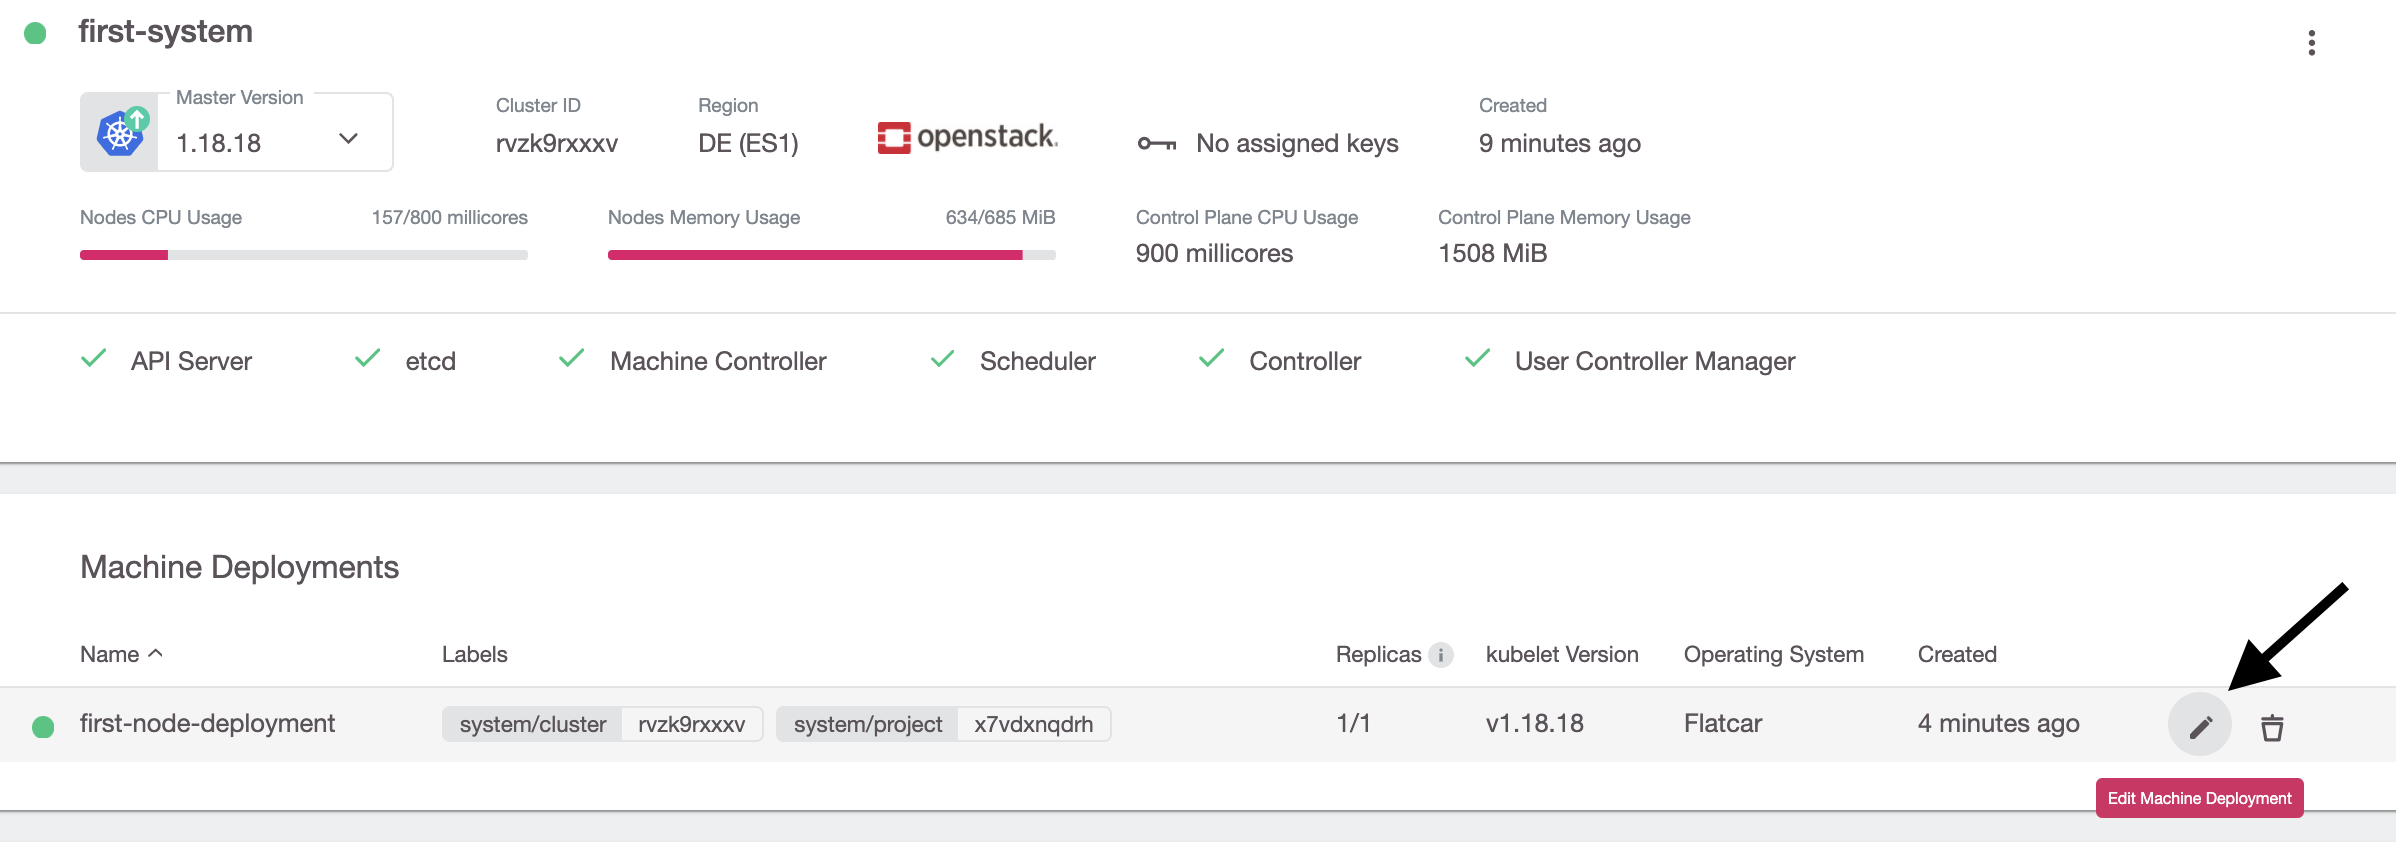 first-system
Master Version
1.18.18
Cluster ID
rvzk9rxxxv
Region
DE (ES1)
openstack.
No assigned keys
Created
9 minutes ago
Nodes CPU Usage 157/800 millicores
Nodes Memory Usage 634/685 MiB
Control Plane CPU Usage
900 millicores
Control Plane Memory Usage
1508 MiB
API Server etcd Machine Controller Scheduler Controller User Controller Manager
Machine Deployments
Name Labels Replicas i kubelet Version Operating System Created
first-node-deployment system/cluster rvzk9rxxxv system/project x7vdxnqdrh 1/1 v1.18.18 Flatcar 4 minutes ago
Edit Machine Deployment